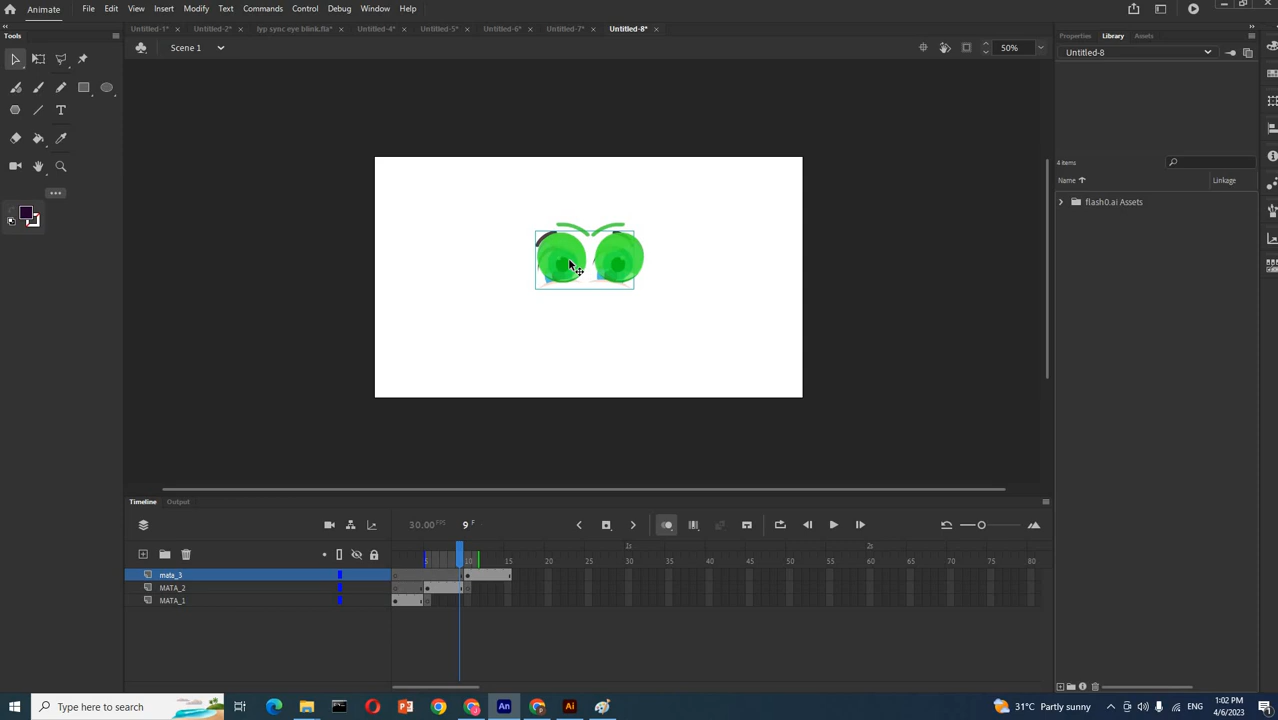 Animate File Edit View Insert Modify Text Commands Control Debug Window Help
Untitled-1* × Untitled-2* × lyp sync eye blink.fla* × Untitled-4* × Untitled-5* × Untitled-6* × Untitled-7* × Untitled-8* ×
Tools
Scene 1
50%
Properties Library Assets
Untitled-8
4 items
Name Linkage
flash0.ai Assets
T
Timeline Output
30.00 FPS 9 F
1s 2s
5 10 15 20 25 30 35 40 45 50 55 60 65 70 75 80
mata_3
MATA_2
MATA_1
Type here to search
31°C Partly sunny
ENG
1:02 PM
4/6/2023